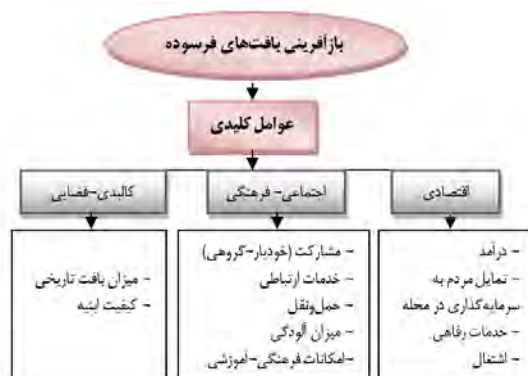 بازآفرینی بافت‌های فرسوده
عوامل کلیدی
اقتصادی
اجتماعی- فرهنگی
کالبدی-فضایی
- درآمد
- تمایل مردم به
سرمایه‌گذاری در محله
- خدمات رفاهی
- اشتغال
- مشارکت (خودیار-گروهی)
- خدمات ارتباطی
- حمل‌ونقل
- میزان آلودگی
-امکانات فرهنگی-آموزشی
- میزان بافت تاریخی
- کیفیت ابنیه